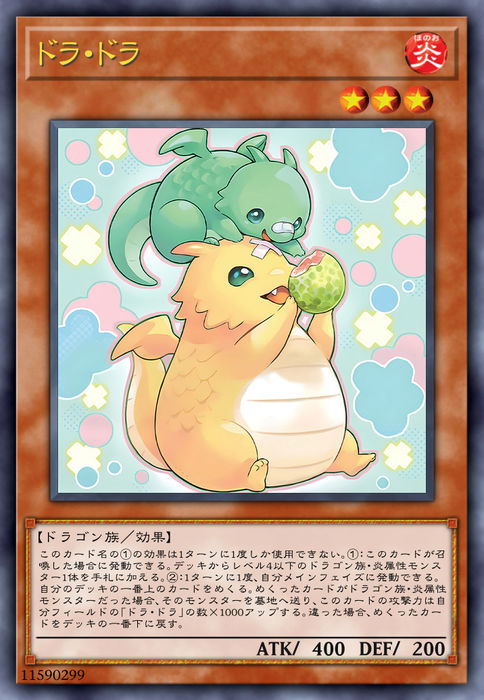 ドラ・ドラ
ほのお
炎
【ドラゴン族/効果】
このカード名の①の効果は1ターンに1度しか使用できない。①:このカードが召
喚した場合に発動できる。デッキからレベル4以下のドラゴン族・炎属性モン
スター1体を手札に加える。②:1ターンに1度、自分メインフェイズに発動できる。
自分のデッキの一番上のカードをめくる。めくったカードがドラゴン族・炎属性
モンスターだった場合、そのモンスターを墓地へ送り、このカードの攻撃力は自
分フィールドの「ドラ・ドラ」の数×1000アップする。違った場合、めくったカー
ドをデッキの一番下に戻す。
ATK/ 400 DEF/ 200
11590299